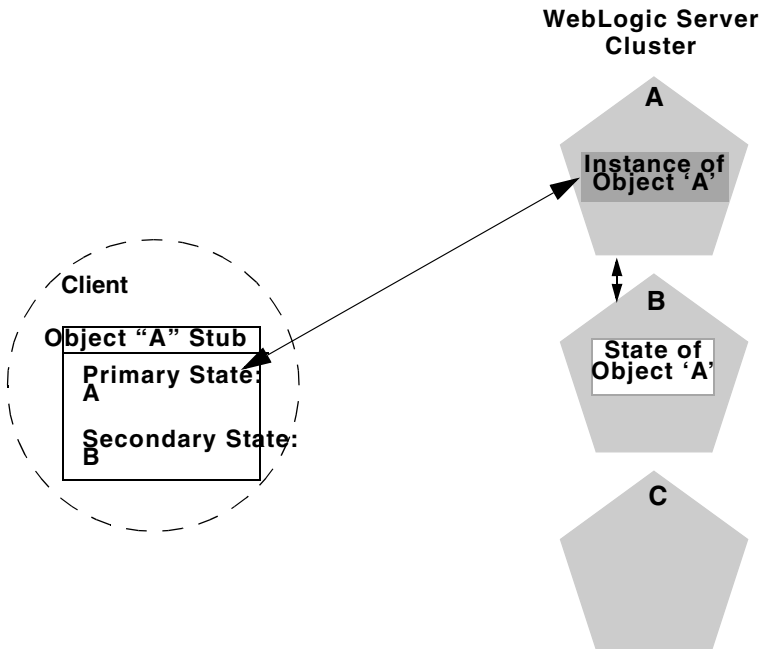 WebLogic Server
Cluster
A
Instance of
Object ‘A’
Client
Object “A” Stub
Primary State:
A
Secondary State:
B
B
State of
Object ‘A’
C